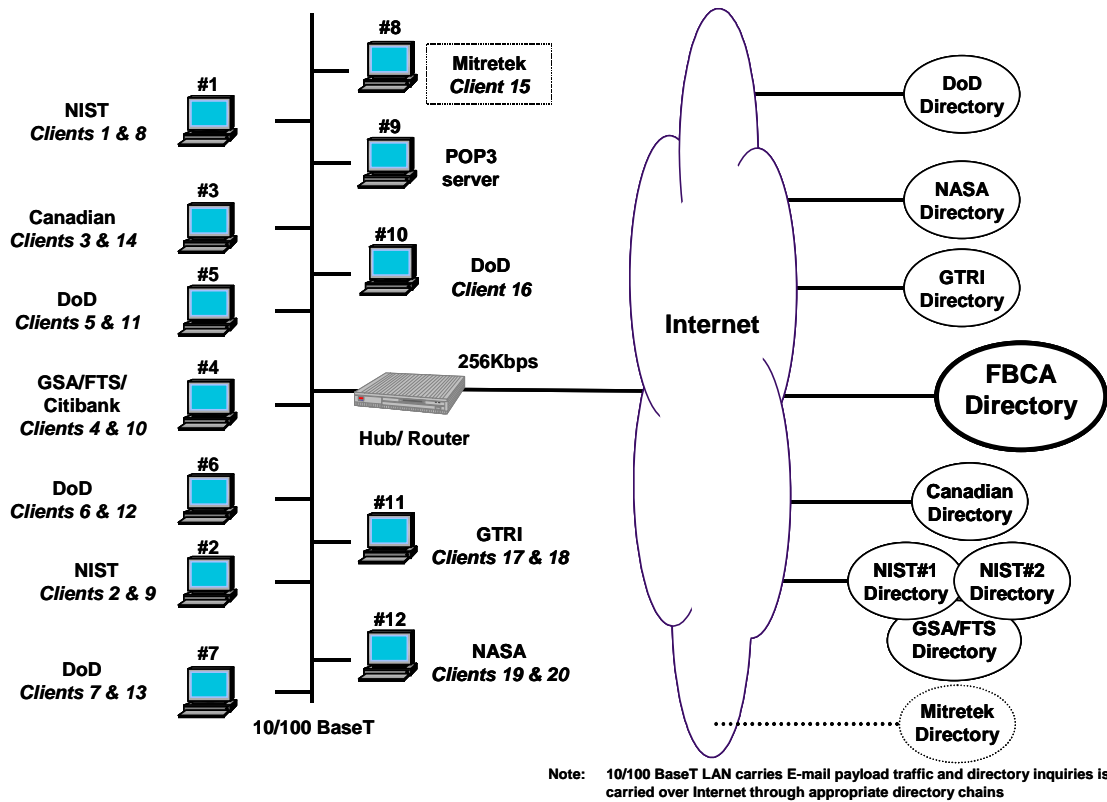 #1
NIST
Clients 1 & 8
#3
Canadian
Clients 3 & 14
#5
DoD
Clients 5 & 11
#4
GSA/FTS/
Citibank
Clients 4 & 10
#6
DoD
Clients 6 & 12
#2
NIST
Clients 2 & 9
#7
DoD
Clients 7 & 13
10/100 BaseT
#8
Mitretek
Client 15
#9
POP3
server
#10
DoD
Client 16
256Kbps
Hub/ Router
#11
GTRI
Clients 17 & 18
#12
NASA
Clients 19 & 20
Internet
DoD
Directory
NASA
Directory
GTRI
Directory
FBCA
Directory
Canadian
Directory
NIST#1
Directory
NIST#2
Directory
GSA/FTS
Directory
Mitretek
Directory
Note: 10/100 BaseT LAN carries E-mail payload traffic and directory inquiries is
carried over Internet through appropriate directory chains